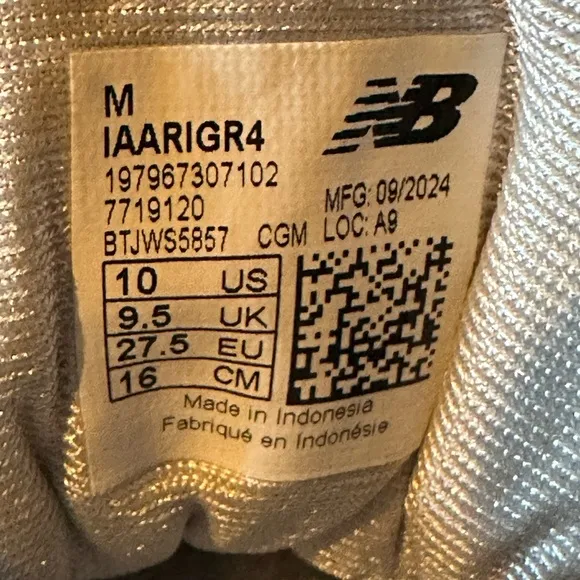 M
IAARIGR4
197967307102
7719120
BTJWS5857 CGM
NB
MFG: 09/2024
LOC: A9
10 US
9.5 UK
27.5 EU
16 CM
Made in Indonesia
Fabriqué en Indonésie